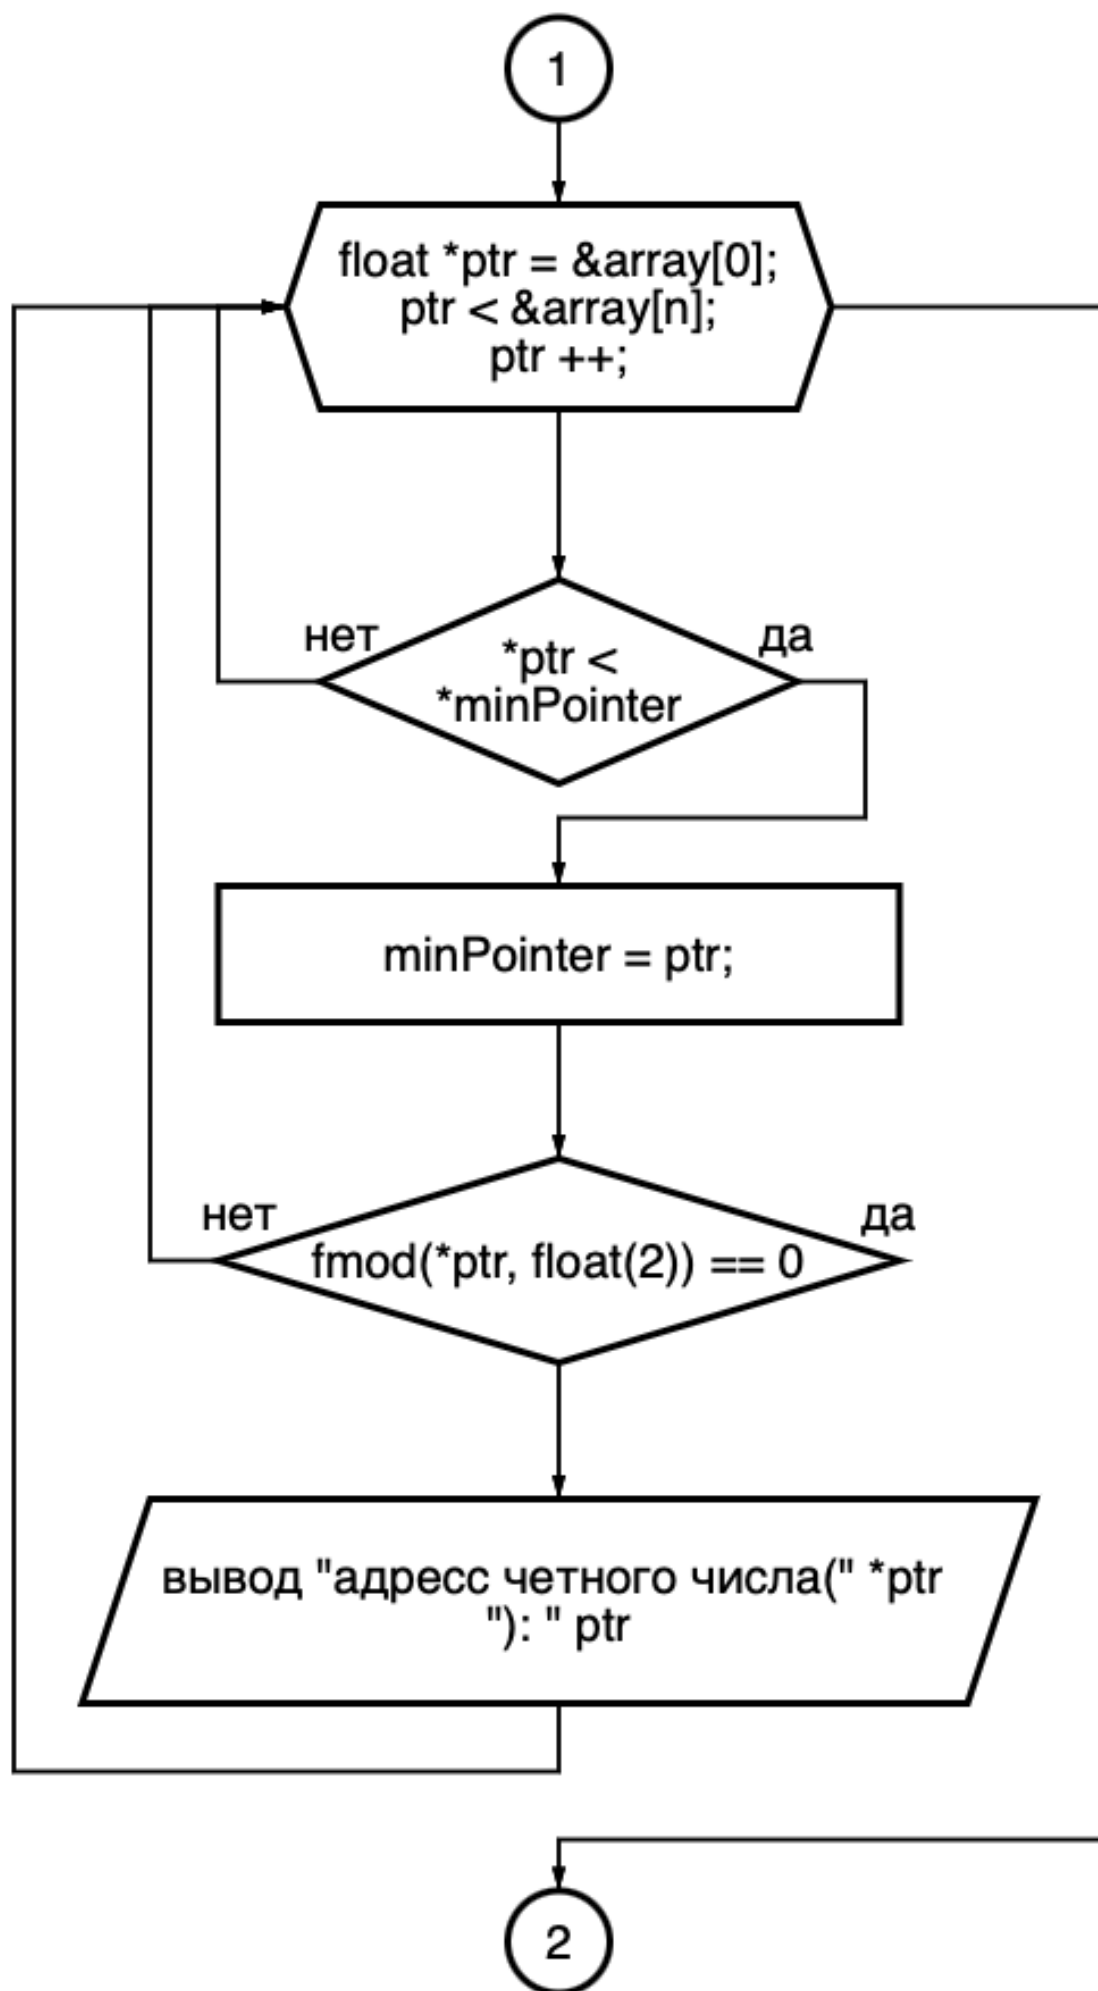 1
float *ptr = &array[0];
ptr < &array[n];
ptr ++;
нет
да
*ptr <
*minPointer
minPointer = ptr;
нет
да
fmod(*ptr, float(2)) == 0
вывод "адресс четного числа(" *ptr
"): " ptr
2